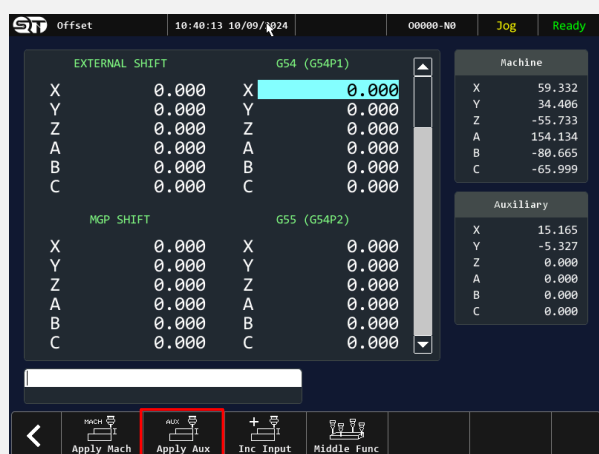 Offset 10:40:13 10/09/2024 O0000-N0 Jog Ready
EXTERNAL SHIFT
X 0.000
Y 0.000
Z 0.000
A 0.000
B 0.000
C 0.000
G54 (G54P1)
X 0.000
Y 0.000
Z 0.000
A 0.000
B 0.000
C 0.000
MGP SHIFT
X 0.000
Y 0.000
Z 0.000
A 0.000
B 0.000
C 0.000
G55 (G54P2)
X 0.000
Y 0.000
Z 0.000
A 0.000
B 0.000
C 0.000
Machine
X 59.332
Y 34.406
Z -55.733
A 154.134
B -80.665
C -65.999
Auxiliary
X 15.165
Y -5.327
Z 0.000
A 0.000
B 0.000
C 0.000
MACH
Apply Mach
AUX
Apply Aux
Inc Input
Middle Func